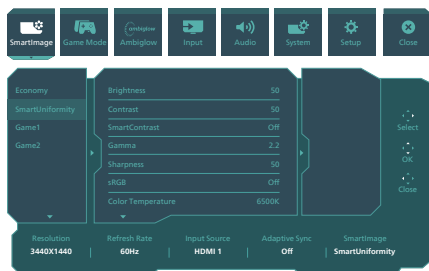 ambiglow
SmartImage Game Mode Ambiglow Input Audio System Setup Close
Economy
SmartUniformity
Game1
Game2
Brightness 50
Contrast 50
SmartContrast Off
Gamma 2,2
Sharpness 50
sRGB Off
Color Temperature 6500K
Select
OK
Close
Resolution Refresh Rate Input Source Adaptive Sync SmartImage
3440X1440 | 60Hz | HDMI 1 | Off | SmartUniformity